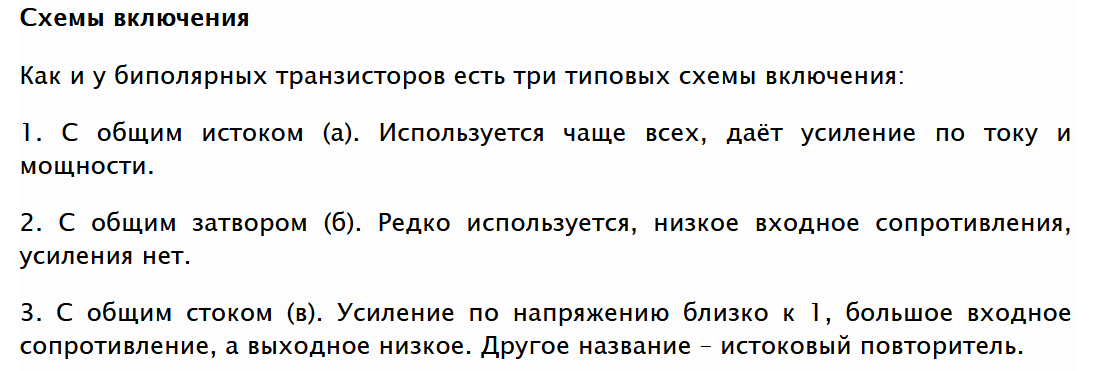 Схемы включения
Как и у биполярных транзисторов есть три типовых схемы включения:
1. С общим истоком (а). Используется чаще всех, даёт усиление по току и
мощности.
2. С общим затвором (б). Редко используется, низкое входное сопротивления,
усиления нет.
3. С общим стоком (в). Усиление по напряжению близко к 1, большое входное
сопротивление, а выходное низкое. Другое название – истоковый повторитель.